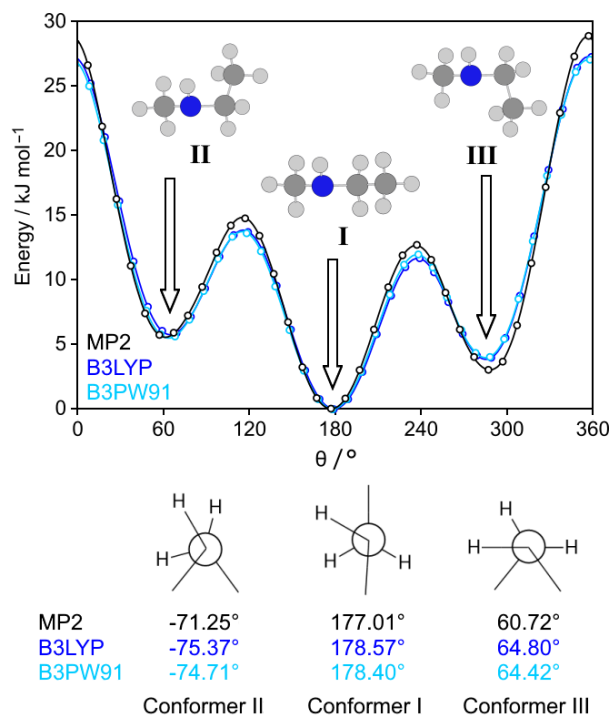 30
25
20
15
10
5
0
Energy / kJ mol⁻¹
II
I
III
MP2
B3LYP
B3PW91
0 60 120 180 240 300 360
θ / °
H H H
H H
H H
MP2 -71.25° 177.01° 60.72°
B3LYP -75.37° 178.57° 64.80°
B3PW91 -74.71° 178.40° 64.42°
Conformer II Conformer I Conformer III